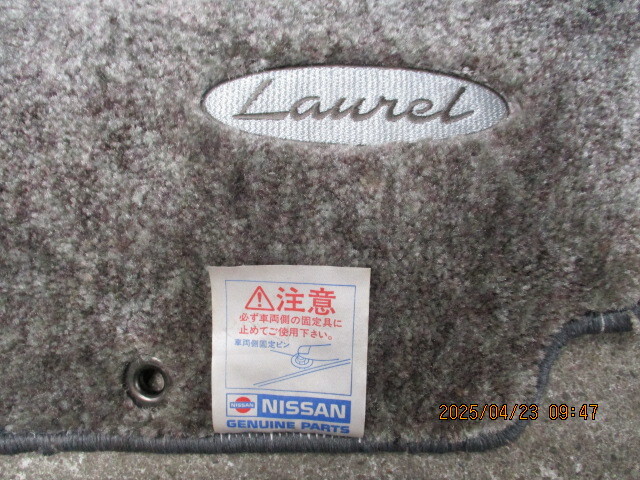 Laurel
注意
必ず車両側の固定具に
止めてご使用下さい。
車両側固定ピン
NISSAN
GENUINE PARTS
2025/04/23 09:47